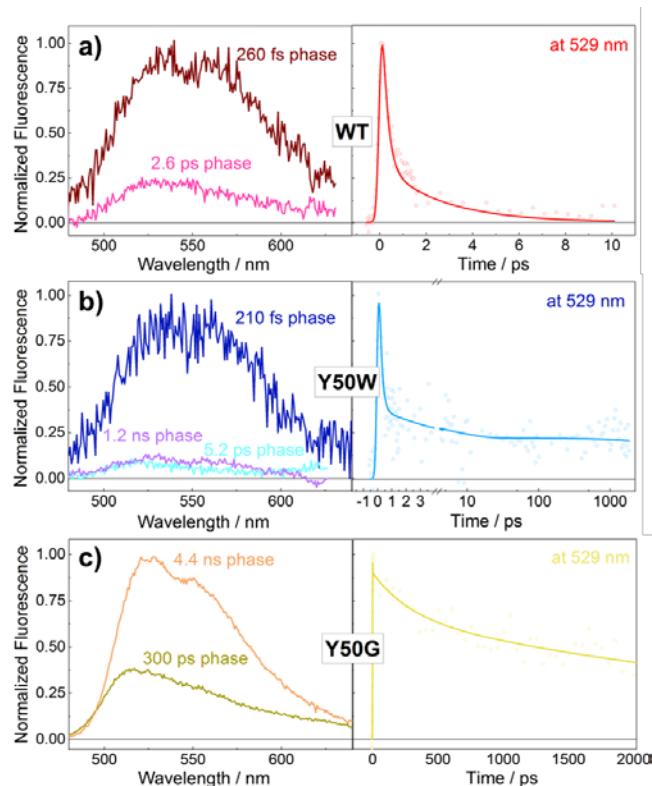 a)
260 fs phase
2.6 ps phase
Normalized Fluorescence
1.00
0.75
0.50
0.25
0.00
500 550 600
Wavelength / nm
WT
at 529 nm
0 2 4 6 8 10
Time / ps
b)
210 fs phase
1.2 ns phase
5.2 ps phase
Normalized Fluorescence
1.00
0.75
0.50
0.25
0.00
500 550 600
Wavelength / nm
Y50W
at 529 nm
-1 0 1 2 3 10 100 1000
Time / ps
c)
4.4 ns phase
300 ps phase
Normalized Fluorescence
1.00
0.75
0.50
0.25
0.00
500 550 600
Wavelength / nm
Y50G
at 529 nm
0 500 1000 1500 2000
Time / ps